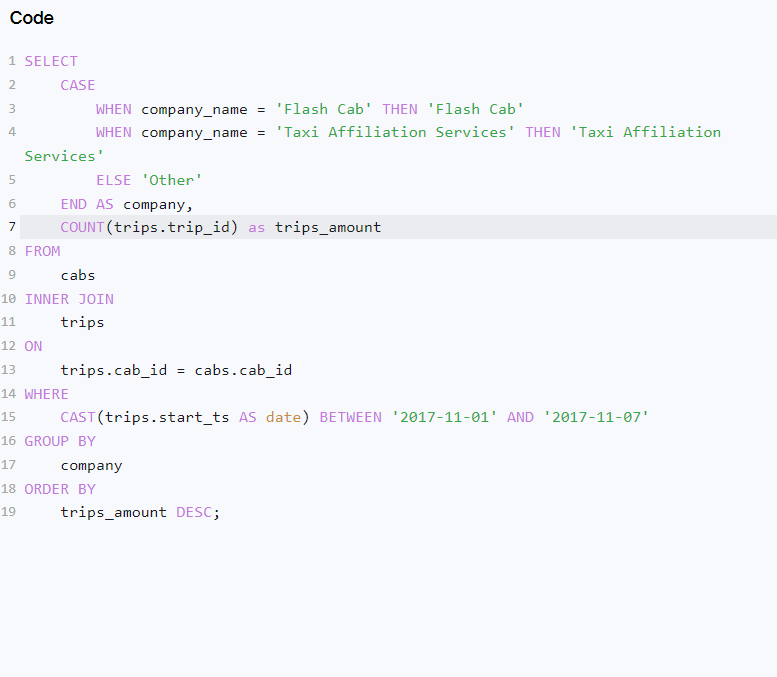 Code
1 SELECT
2     CASE
3         WHEN company_name = 'Flash Cab' THEN 'Flash Cab'
4         WHEN company_name = 'Taxi Affiliation Services' THEN 'Taxi Affiliation
Services'
5         ELSE 'Other'
6     END AS company,
7     COUNT(trips.trip_id) as trips_amount
8 FROM
9     cabs
10 INNER JOIN
11     trips
12 ON
13     trips.cab_id = cabs.cab_id
14 WHERE
15     CAST(trips.start_ts AS date) BETWEEN '2017-11-01' AND '2017-11-07'
16 GROUP BY
17     company
18 ORDER BY
19     trips_amount DESC;